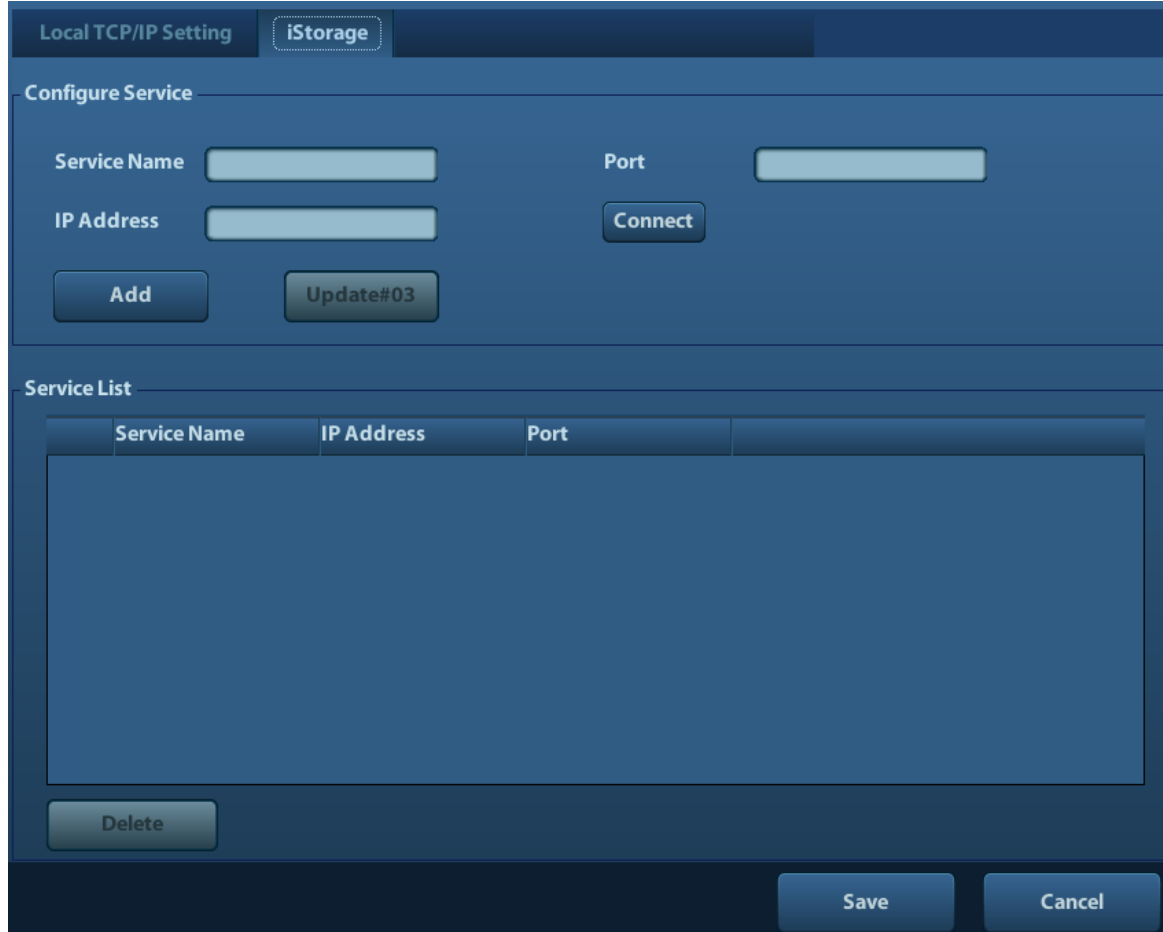 Local TCP/IP Setting iStorage
Configure Service
Service Name Port
IP Address Connect
Add Update#03
Service List
Service Name IP Address Port
Delete
Save Cancel